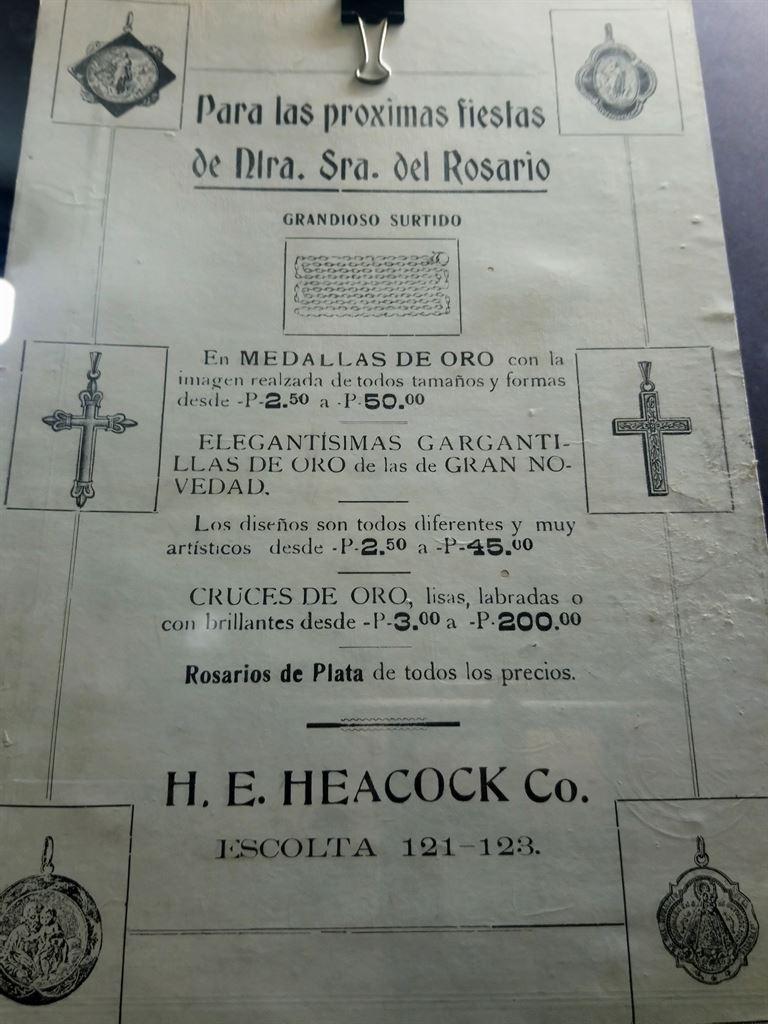 Para las proximas fiestas
de Ntra. Sra. del Rosario
GRANDIOSO SURTIDO
En MEDALLAS DE ORO con la
imagen realzada de todos tamaños y formas
desde -P-2.50 a -P-50.00
ELEGANTÍSIMAS GARGANTI-
LLAS DE ORO de las de GRAN NO-
VEDAD.
Los diseños son todos diferentes y muy
artísticos desde -P-2.50 a -P-45.00
CRUCES DE ORO, lisas, labradas o
con brillantes desde -P-3.00 a -P-200.00
Rosarios de Plata de todos los precios.
H. E. HEACOCK Co.
ESCOLTA 121-123.